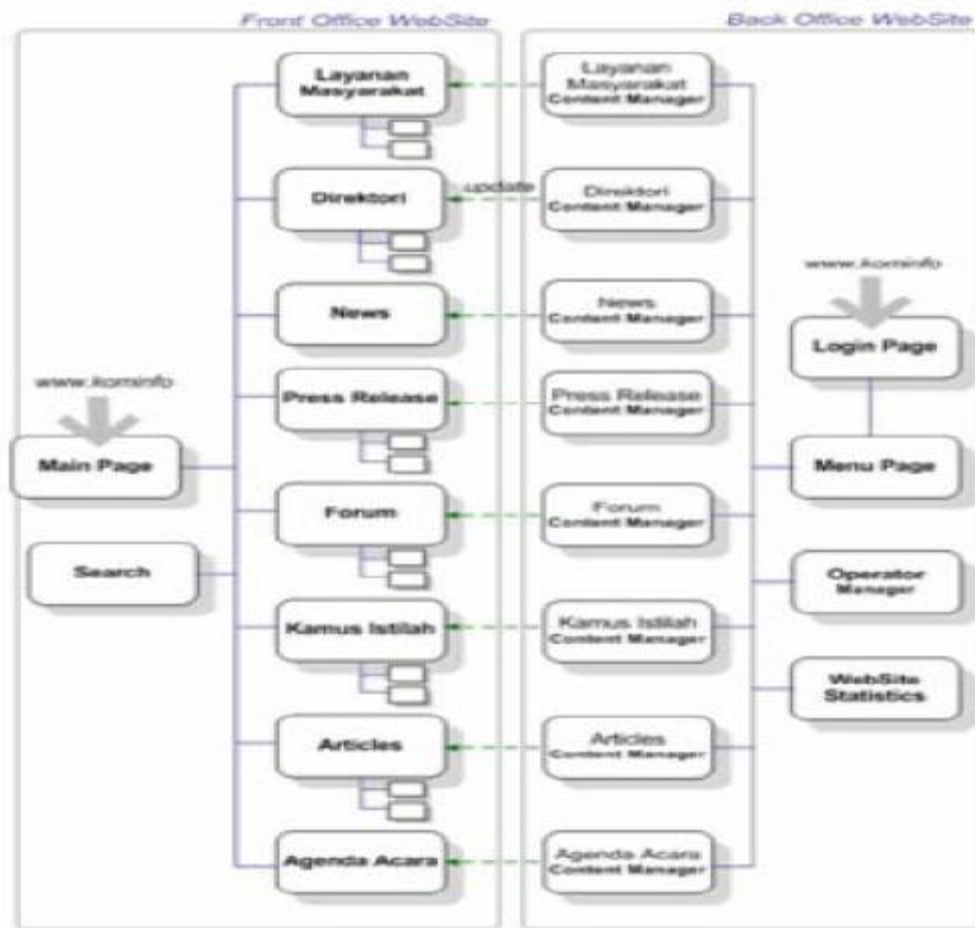 Front Office WebSite
Back Office WebSite
Layanan
Masyarakat
Direktori
News
www.kominfo
Press Release
Main Page
Forum
Search
Kamus Istilah
Articles
Agenda Acara
update
Layanan
Masyarakat
Content Manager
Direktori
Content Manager
News
Content Manager
Press Release
Content Manager
Forum
Content Manager
Kamus Istilah
Content Manager
Articles
Content Manager
Agenda Acara
Content Manager
www.kominfo
Login Page
Menu Page
Operator
Manager
WebSite
Statistics